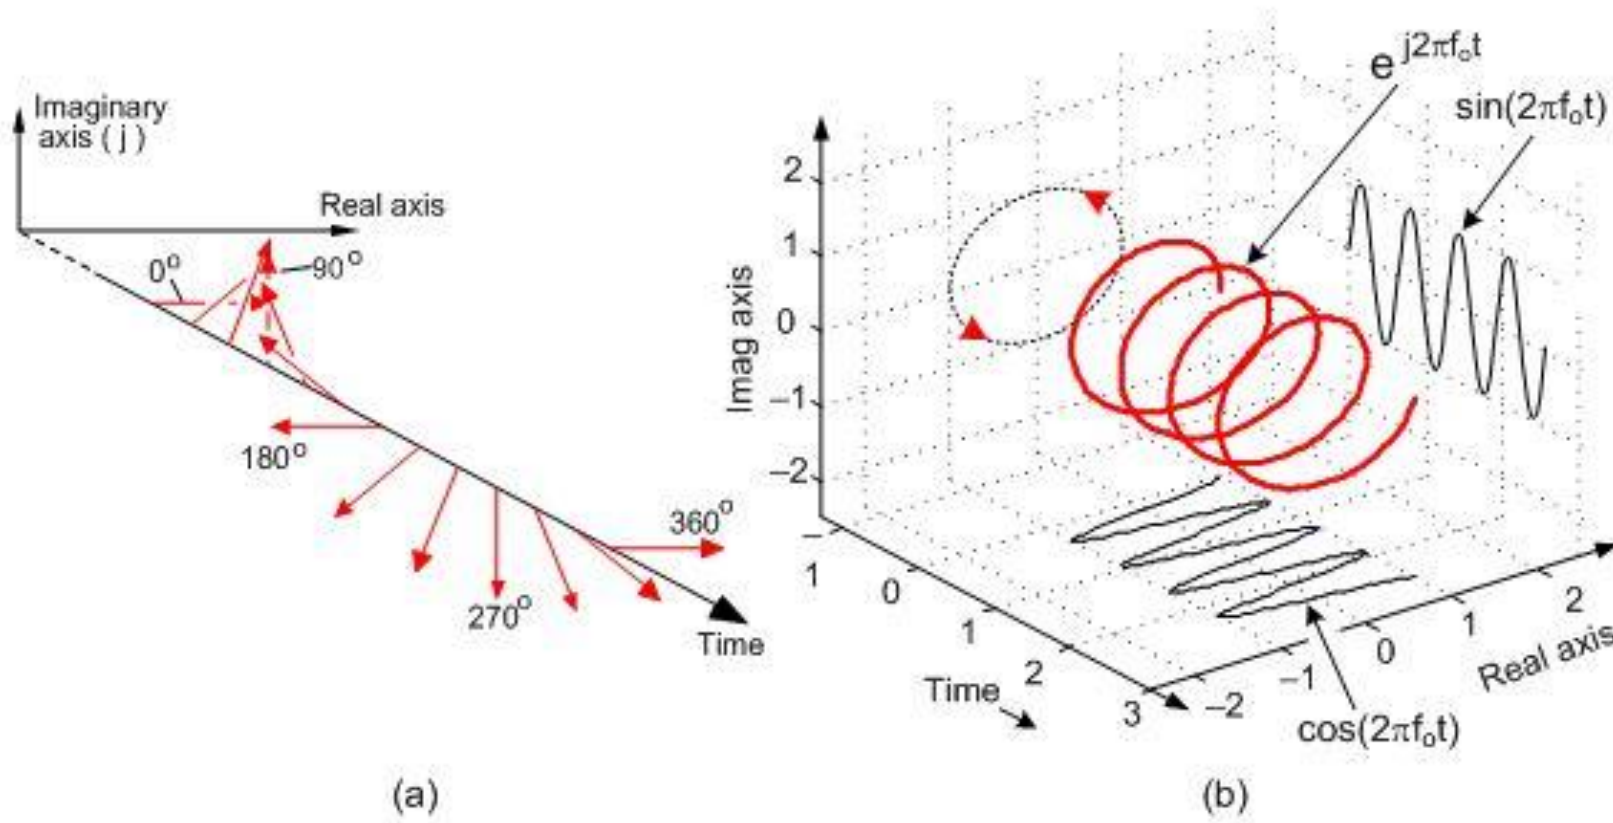 Imaginary
axis ( j )
Real axis
0°
90°
180°
270°
360°
Time
(a)
e^{j2πf₀t}
sin(2πf₀t)
Imag axis
2
1
0
–1
–2
–
1
0
1
2
3
Time
–2
–1
0
1
2
Real axis
cos(2πf₀t)
(b)